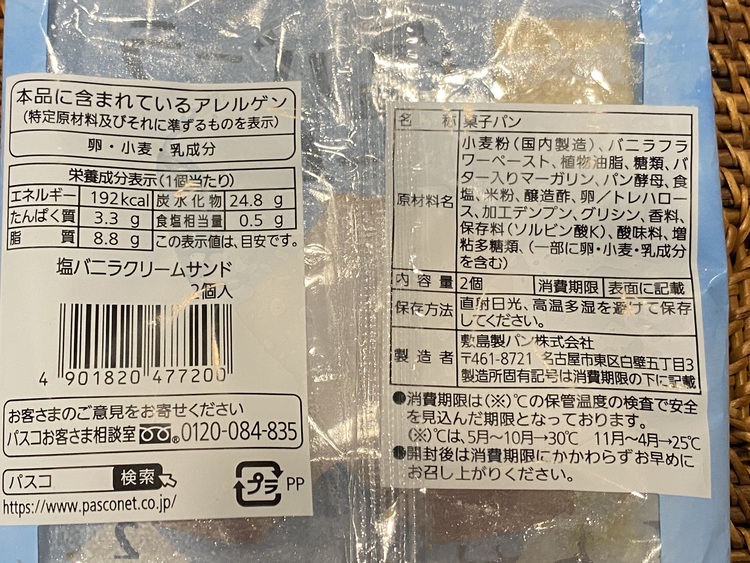 本品に含まれているアレルゲン
(特定原材料及びそれに準ずるものを表示)
卵・小麦・乳成分
栄養成分表示(1個当たり)
エネルギー 192kcal 炭水化物 24.8 g
たんぱく質 3.3 g 食塩相当量 0.5 g
脂質 8.8 g この表示値は、目安です。
塩バニラクリームサンド
2個入
4 901820 477200
お客さまのご意見をお寄せください
パスコお客さま相談室 0120-084-835
パスコ 検索
https://www.pasconet.co.jp/
プラ PP
名称 菓子パン
原材料名
小麦粉(国内製造)、バニラフラ
ワーペースト、植物油脂、糖類、バ
ター入りマーガリン、パン酵母、食
塩、米粉、醸造酢、卵/トレハロー
ス、加工デンプン、グリシン、香料、
保存料(ソルビン酸K)、酸味料、増
粘多糖類、(一部に卵・小麦・乳成分
を含む)
内容量 2個 消費期限 表面に記載
保存方法 直射日光、高温多湿を避けて保存
してください。
製造者
敷島製パン株式会社
〒461-8721 名古屋市東区白壁五丁目3
製造所固有記号は消費期限の下に記載
●消費期限は(※)℃の保管温度の検査で安全
を見込んだ期限となっております。
(※)℃は、5月~10月→30℃ 11月~4月→25℃
●開封後は消費期限にかかわらずお早めに
お召し上がりください。